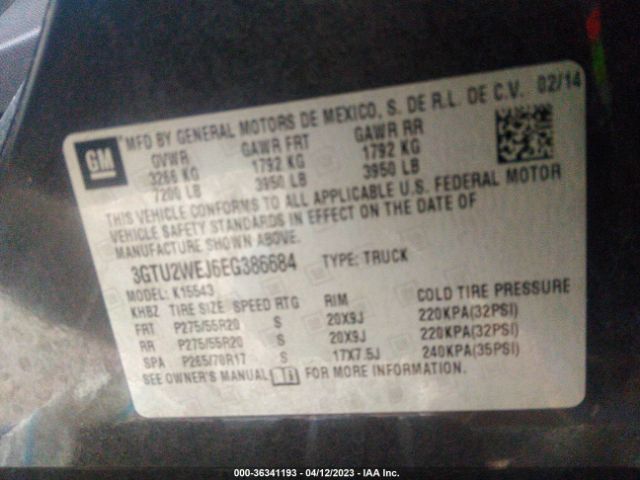 GM
MFD BY GENERAL MOTORS DE MEXICO, S. DE R.L. DE C.V. 02/14
GVWR GAWR FRT GAWR RR
3266 KG 1792 KG 1792 KG
7200 LB 3950 LB 3950 LB
THIS VEHICLE CONFORMS TO ALL APPLICABLE U.S. FEDERAL MOTOR
VEHICLE SAFETY STANDARDS IN EFFECT ON THE DATE OF
MANUFACTURE SHOWN ABOVE.
3GTU2WEJ6EG386684 TYPE: TRUCK
MODEL: K15543
KHBZ TIRE SIZE SPEED RTG RIM COLD TIRE PRESSURE
FRT P275/55R20 S 20X9J 220KPA(32PSI)
RR P275/55R20 S 20X9J 220KPA(32PSI)
SPA P265/70R17 S 17X7.5J 240KPA(35PSI)
SEE OWNER'S MANUAL FOR MORE INFORMATION.
000-36341193 - 04/12/2023 - IAA Inc.